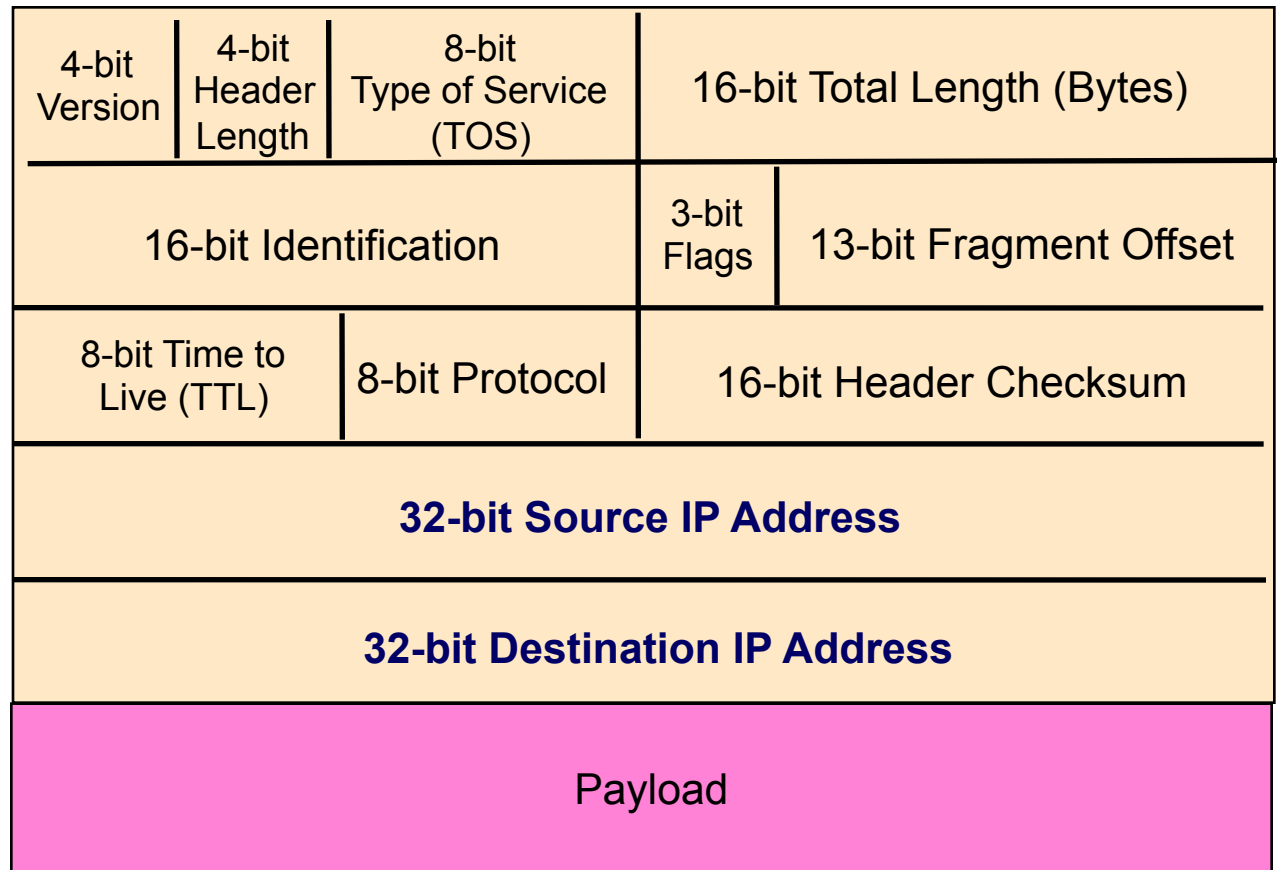 4-bit
Version
4-bit
Header
Length
8-bit
Type of Service
(TOS)
16-bit Total Length (Bytes)
16-bit Identification
3-bit
Flags
13-bit Fragment Offset
8-bit Time to
Live (TTL)
8-bit Protocol
16-bit Header Checksum
32-bit Source IP Address
32-bit Destination IP Address
Payload